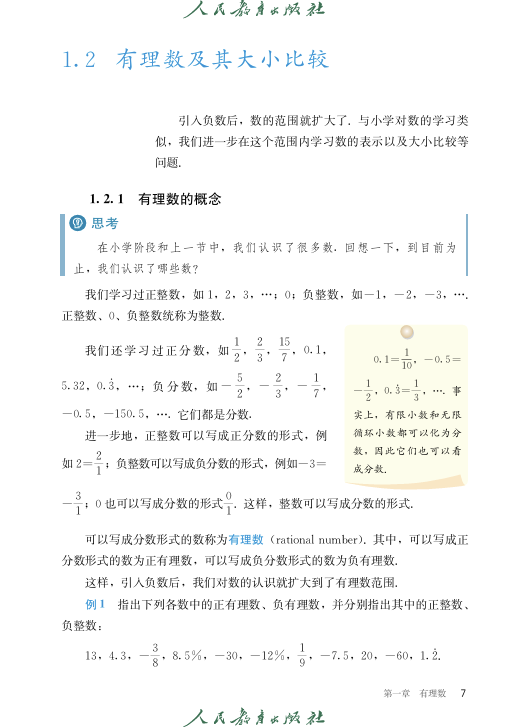 人民教育出版社
1.2 有理数及其大小比较
引入负数后，数的范围就扩大了. 与小学对数的学习类
似，我们进一步在这个范围内学习数的表示以及大小比较等
问题.
1. 2. 1 有理数的概念
思考
在小学阶段和上一节中，我们认识了很多数. 回想一下，到目前为
止，我们认识了哪些数？
我们学习过正整数，如 1，2，3，…；0；负整数，如−1，−2，−3，….
正整数、0、负整数统称为整数.
我们还学习过正分数，如 1/2，2/3，15/7，0.1，
5.32，0.3̇，…；负分数，如 −5/2，−2/3，−1/7，
−0.5，−150.5，…. 它们都是分数.
进一步地，正整数可以写成正分数的形式，例
如 2=2/1；负整数可以写成负分数的形式，例如−3=
−3/1；0 也可以写成分数的形式 0/1. 这样，整数可以写成分数的形式.
0.1=1/10，−0.5=
−1/2，0.3̇=1/3，…. 事
实上，有限小数和无限
循环小数都可以化为分
数，因此它们也可以看
成分数.
可以写成分数形式的数称为有理数（rational number）. 其中，可以写成正
分数形式的数为正有理数，可以写成负分数形式的数为负有理数.
这样，引入负数后，我们对数的认识就扩大到了有理数范围.
例 1 指出下列各数中的正有理数、负有理数，并分别指出其中的正整数、
负整数：
13，4.3，−3/8，8.5%，−30，−12%，1/9，−7.5，20，−60，1.2̇.
第一章 有理数 7
人民教育出版社